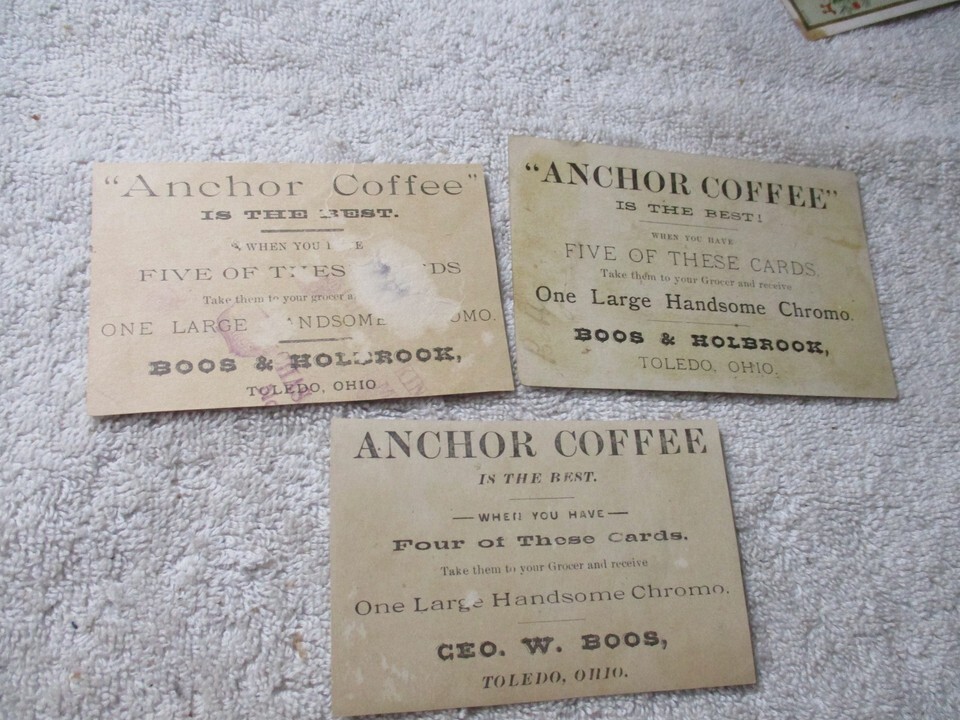 "Anchor Coffee"
IS THE BEST.
WHEN YOU
FIVE OF
Take them to your grocer
ONE LARGE
BOOS & HOLBROOK,
TOLEDO, OHIO
"ANCHOR COFFEE"
IS THE BEST!
WHEN YOU HAVE
FIVE OF THESE CARDS.
Take them to your Grocer and receive
One Large Handsome Chromo.
BOOS & HOLBROOK,
TOLEDO, OHIO.
ANCHOR COFFEE
IS THE BEST.
—WHEN YOU HAVE—
Four of These Cards.
Take them to your Grocer and receive
One Large Handsome Chromo.
GEO. W. BOOS,
TOLEDO, OHIO.